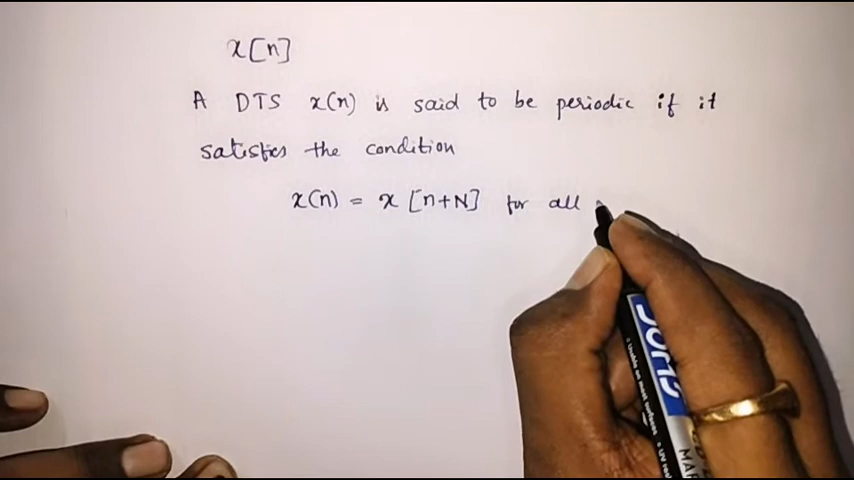 x[n]
A DTS x(n) is said to be periodic if it
satisfies the condition
x(n) = x [n+N] for all